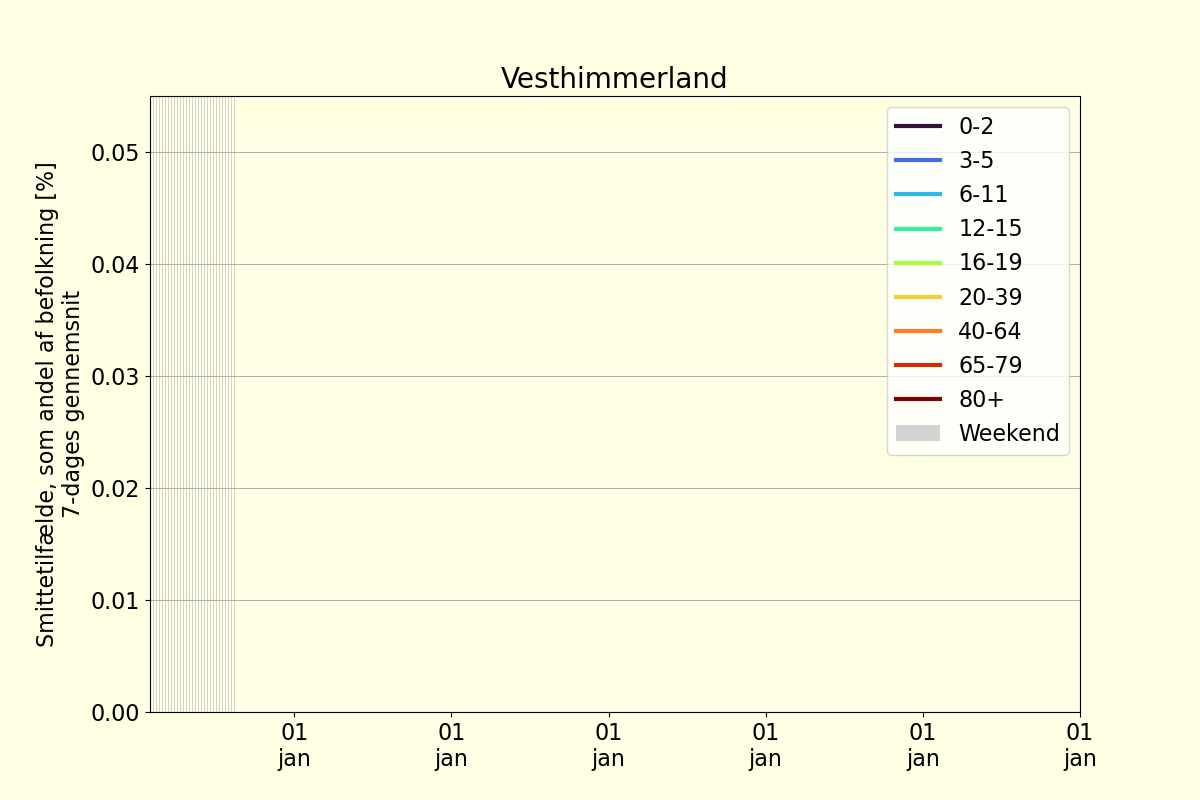 Vesthimmerland
Smittetilfælde, som andel af befolkning [%]
7-dages gennemsnit
0.05
0.04
0.03
0.02
0.01
0.00
0-2
3-5
6-11
12-15
16-19
20-39
40-64
65-79
80+
Weekend
01 01 01 01 01 01
jan jan jan jan jan jan